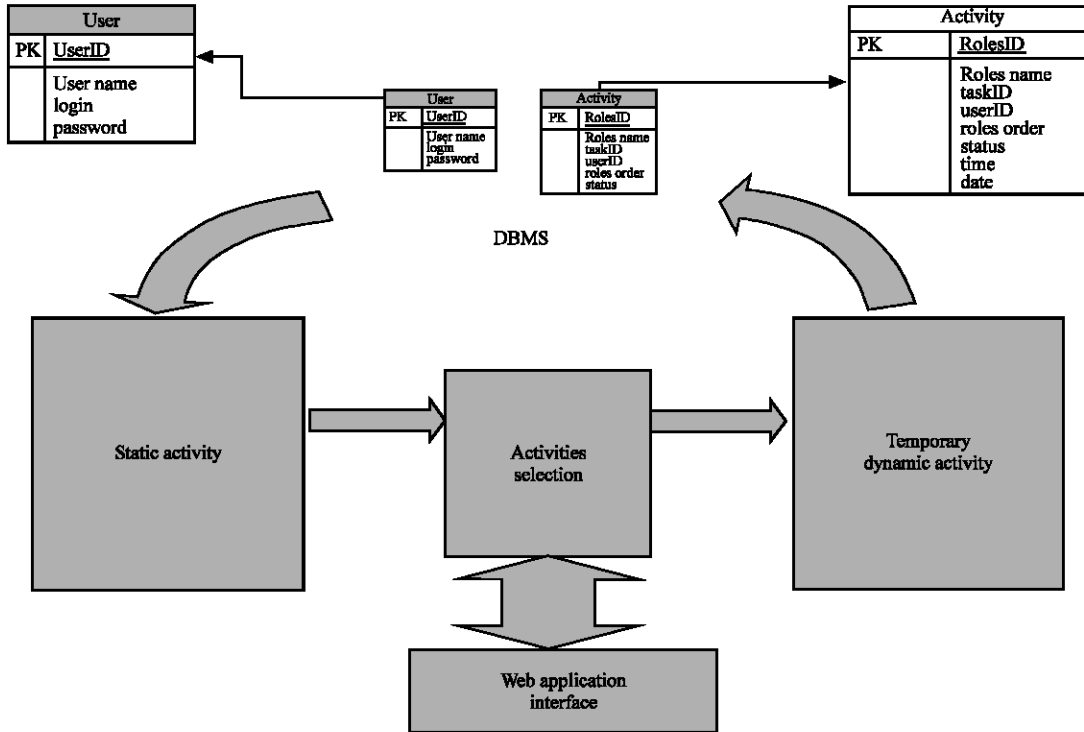 User
PK UserID
User name
login
password
Activity
PK RolesID
Roles name
taskID
userID
roles order
status
time
date
User
PK UserID
User name
login
password
Activity
PK RolesID
Roles name
taskID
userID
roles order
status
DBMS
Static activity
Activities
selection
Temporary
dynamic activity
Web application
interface